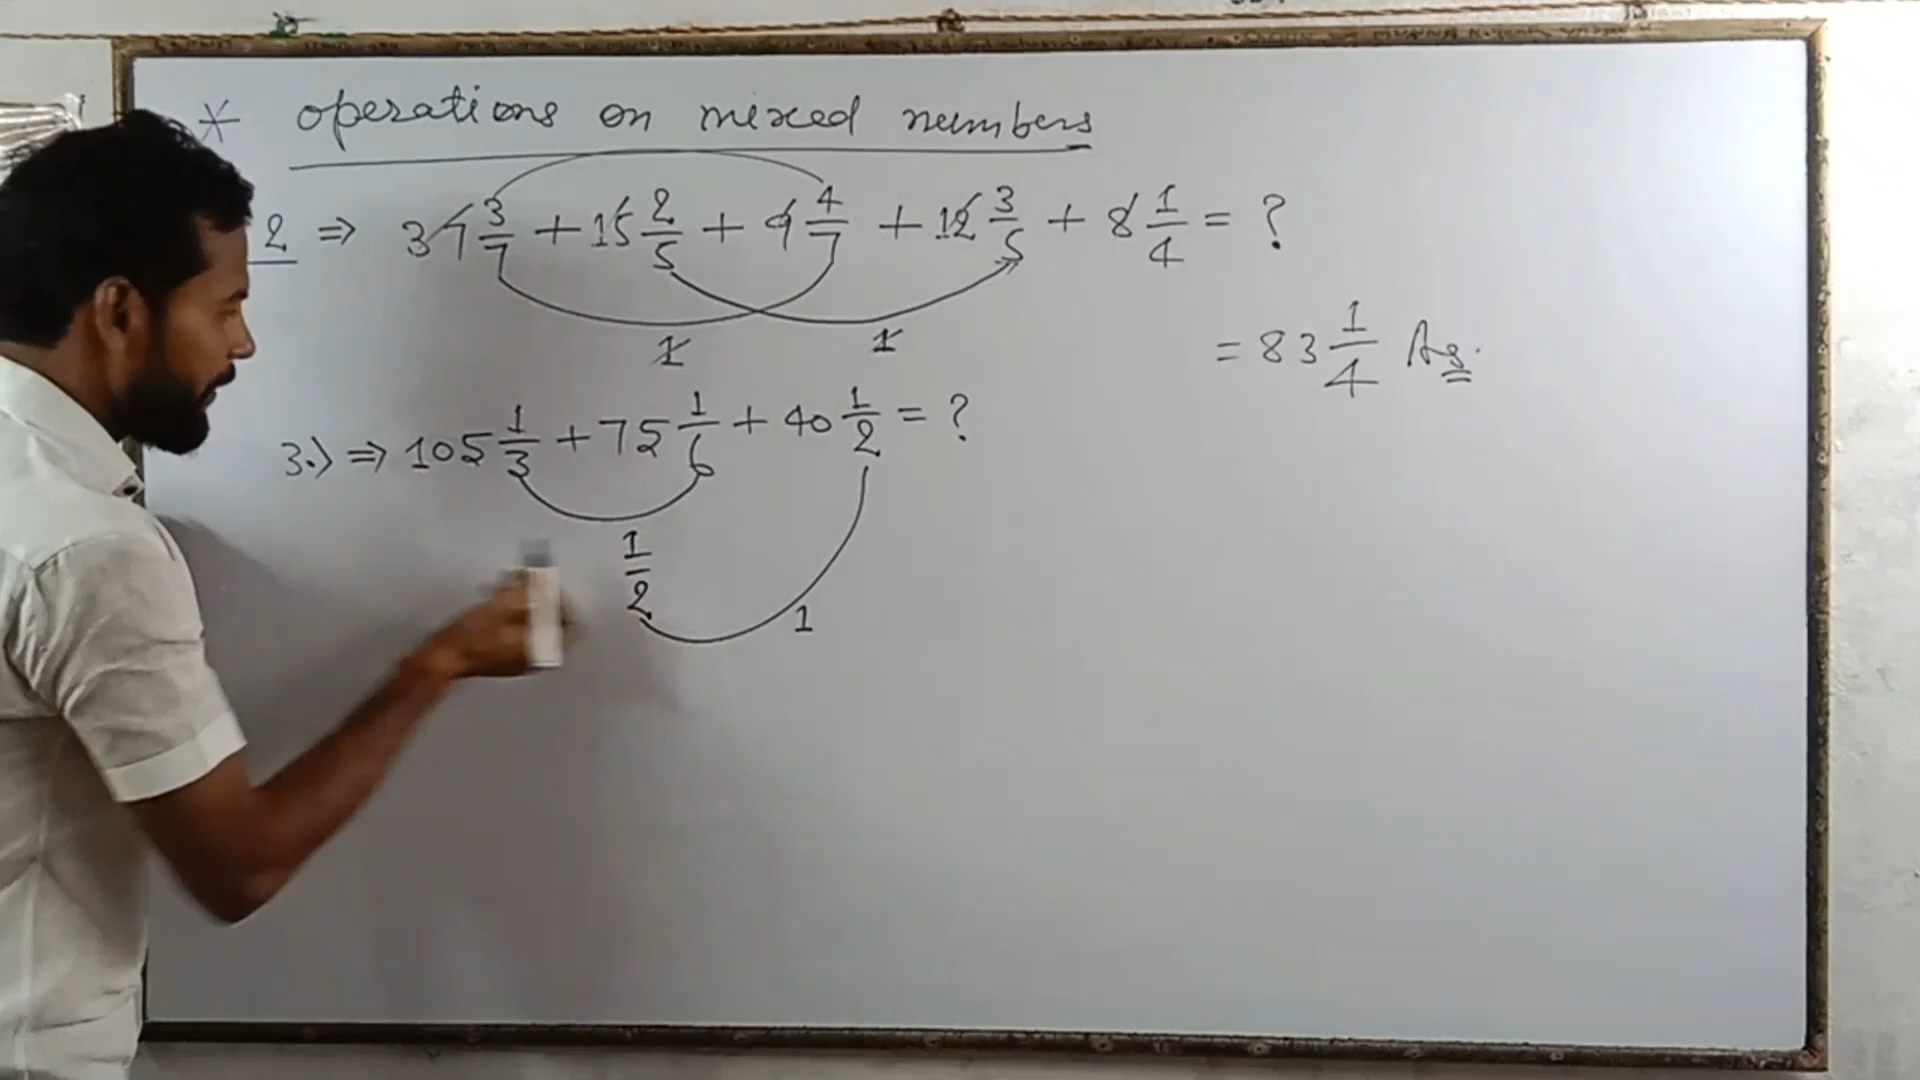 * operations on mixed numbers
2 ⇒ 37 3/7 + 15 2/5 + 9 4/7 + 12 3/5 + 8 1/4 = ?
1 1
= 83 1/4 Ans.
3.) ⇒ 105 1/3 + 75 1/6 + 40 1/2 = ?
1/2
1